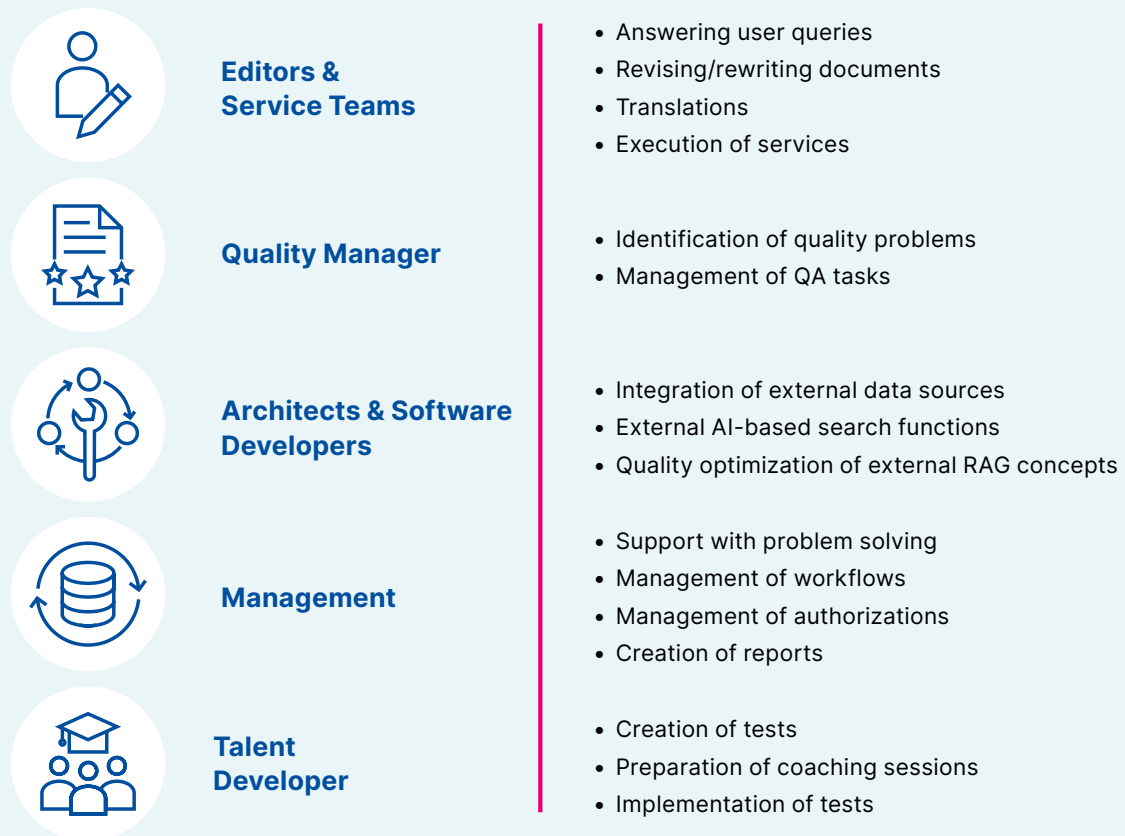 Editors &
Service Teams
• Answering user queries
• Revising/rewriting documents
• Translations
• Execution of services
Quality Manager
• Identification of quality problems
• Management of QA tasks
Architects & Software
Developers
• Integration of external data sources
• External AI-based search functions
• Quality optimization of external RAG concepts
Management
• Support with problem solving
• Management of workflows
• Management of authorizations
• Creation of reports
Talent
Developer
• Creation of tests
• Preparation of coaching sessions
• Implementation of tests